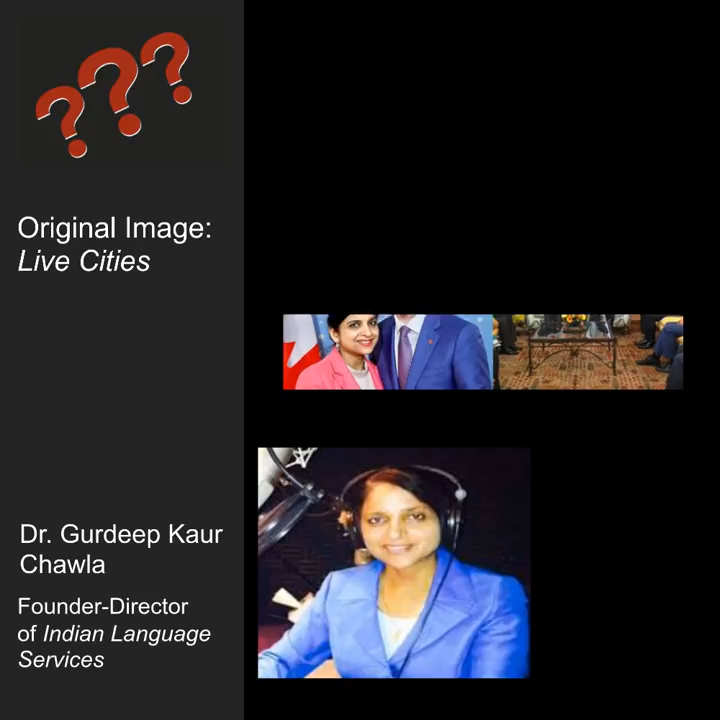 ???
Original Image:
Live Cities
Dr. Gurdeep Kaur
Chawla
Founder-Director
of Indian Language
Services